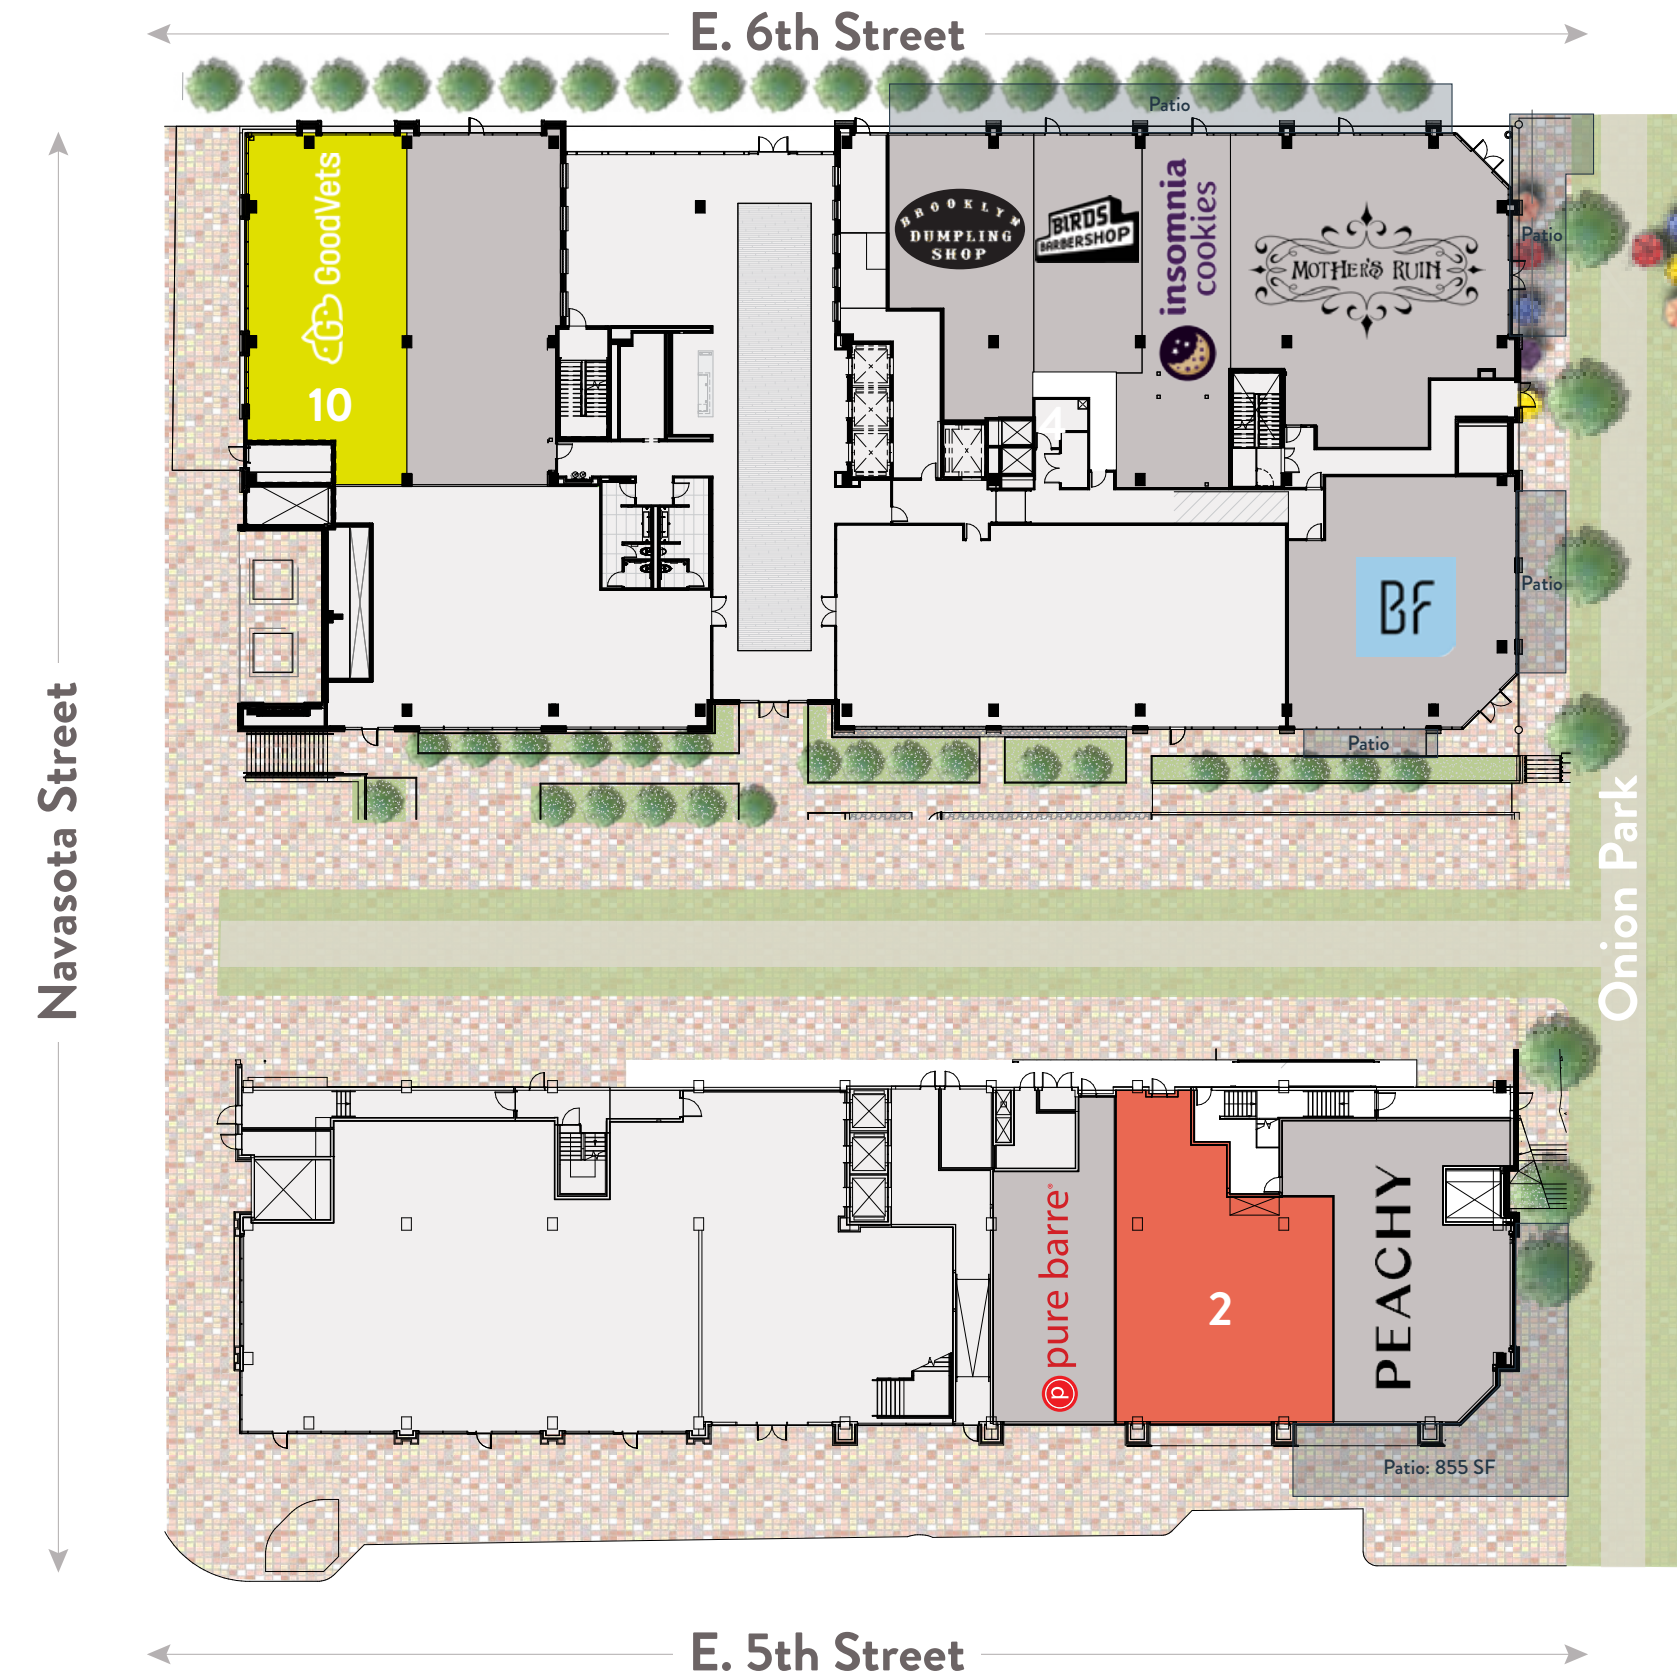 E. 6th Street
Patio
GoodVets
10
BROOKLYN
DUMPLING
SHOP
BIRDS
BARBERSHOP
insomnia
cookies
MOTHER'S RUIN
Patio
4
BF
Patio
Patio
Navasota Street
Onion Park
pure barre
p
2
PEACHY
Patio: 855 SF
E. 5th Street